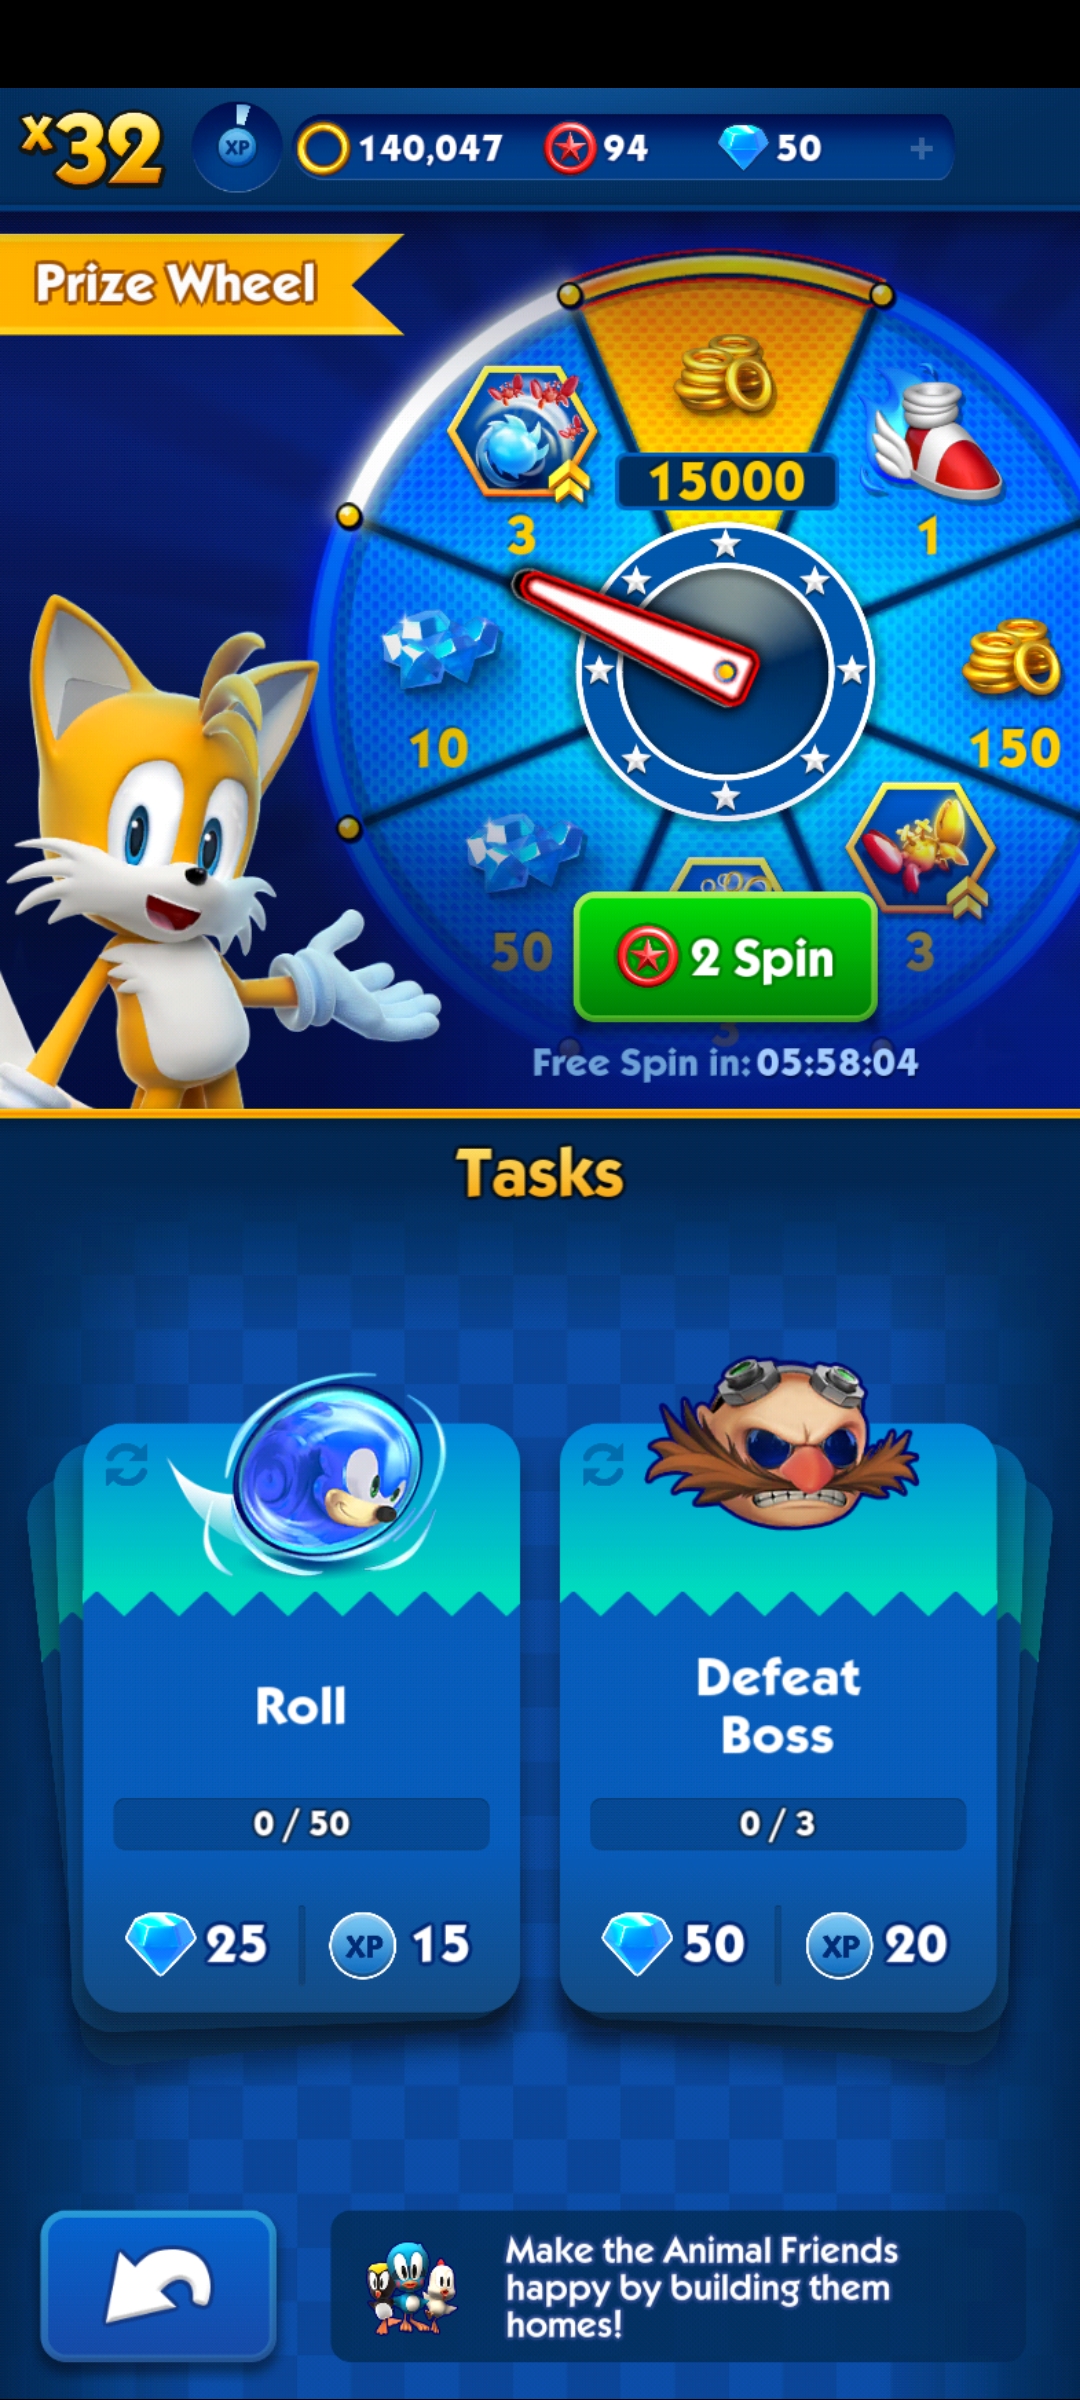 x32
XP
140,047
94
50
+
Prize Wheel
15000
3
1
10
150
50
3
2 Spin
3
Free Spin in: 05:58:04
Tasks
Roll
0 / 50
25
XP 15
Defeat
Boss
0 / 3
50
XP 20
Make the Animal Friends
happy by building them
homes!